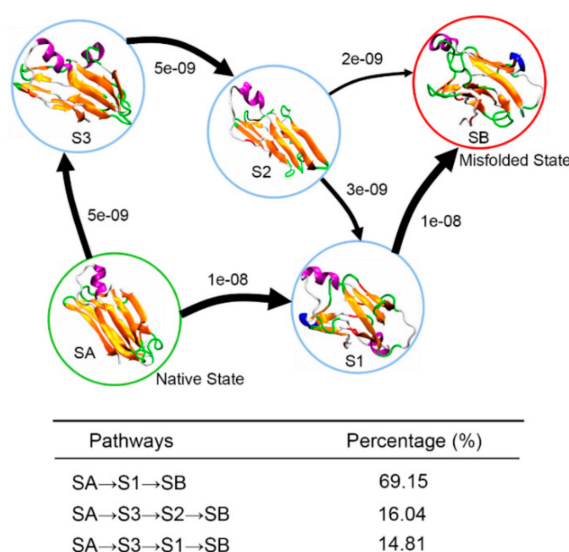 5e-09
2e-09
S3
S2
SB
Misfolded State
3e-09
5e-09
1e-08
1e-08
SA
S1
Native State
Pathways Percentage (%)
SA→S1→SB 69.15
SA→S3→S2→SB 16.04
SA→S3→S1→SB 14.81